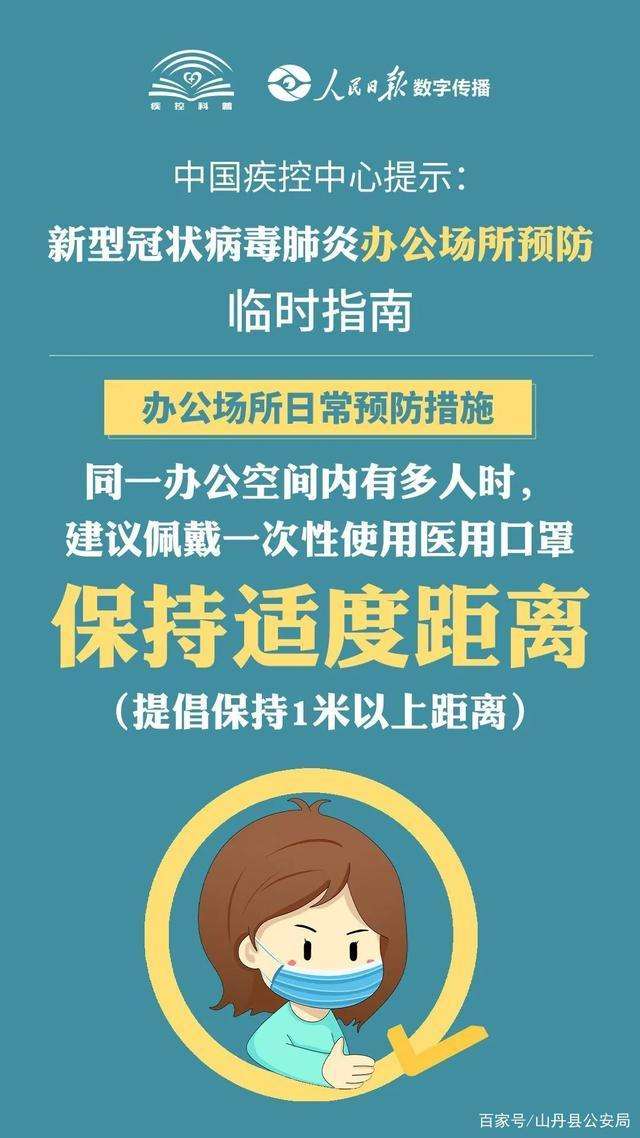 疾控科普
人民日报 数字传播
中国疾控中心提示：
新型冠状病毒肺炎办公场所预防
临时指南
办公场所日常预防措施
同一办公空间内有多人时，
建议佩戴一次性使用医用口罩
保持适度距离
（提倡保持1米以上距离）
百家号/山丹县公安局